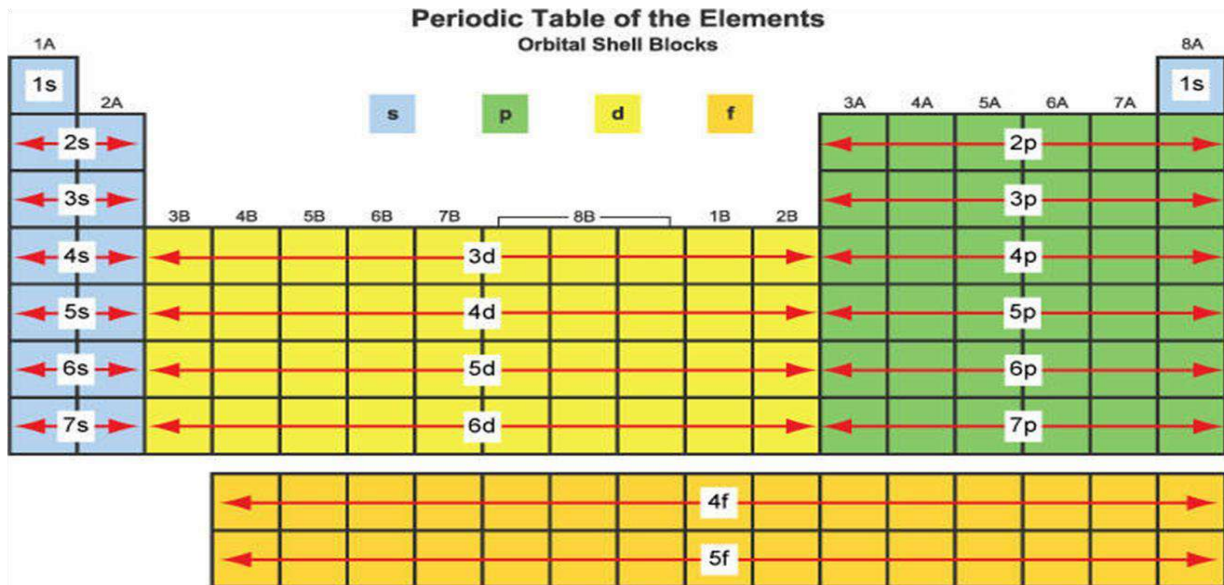 Periodic Table of the Elements
Orbital Shell Blocks
1A 8A
1s 2A s p d f 3A 4A 5A 6A 7A 1s
2s 2p
3s 3B 4B 5B 6B 7B 8B 1B 2B 3p
4s 3d 4p
5s 4d 5p
6s 5d 6p
7s 6d 7p
4f
5f